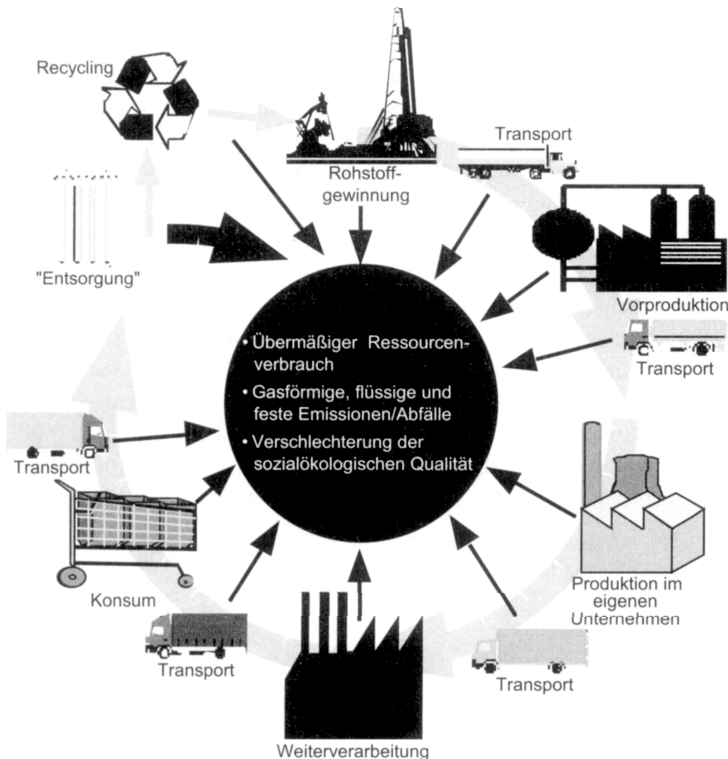 Recycling
Transport
Rohstoff-
gewinnung
"Entsorgung"
Vorproduktion
Transport
• Übermäßiger Ressourcen-
verbrauch
• Gasförmige, flüssige und
feste Emissionen/Abfälle
• Verschlechterung der
sozialökologischen Qualität
Transport
Konsum
Produktion im
eigenen
Unternehmen
Transport
Transport
Weiterverarbeitung